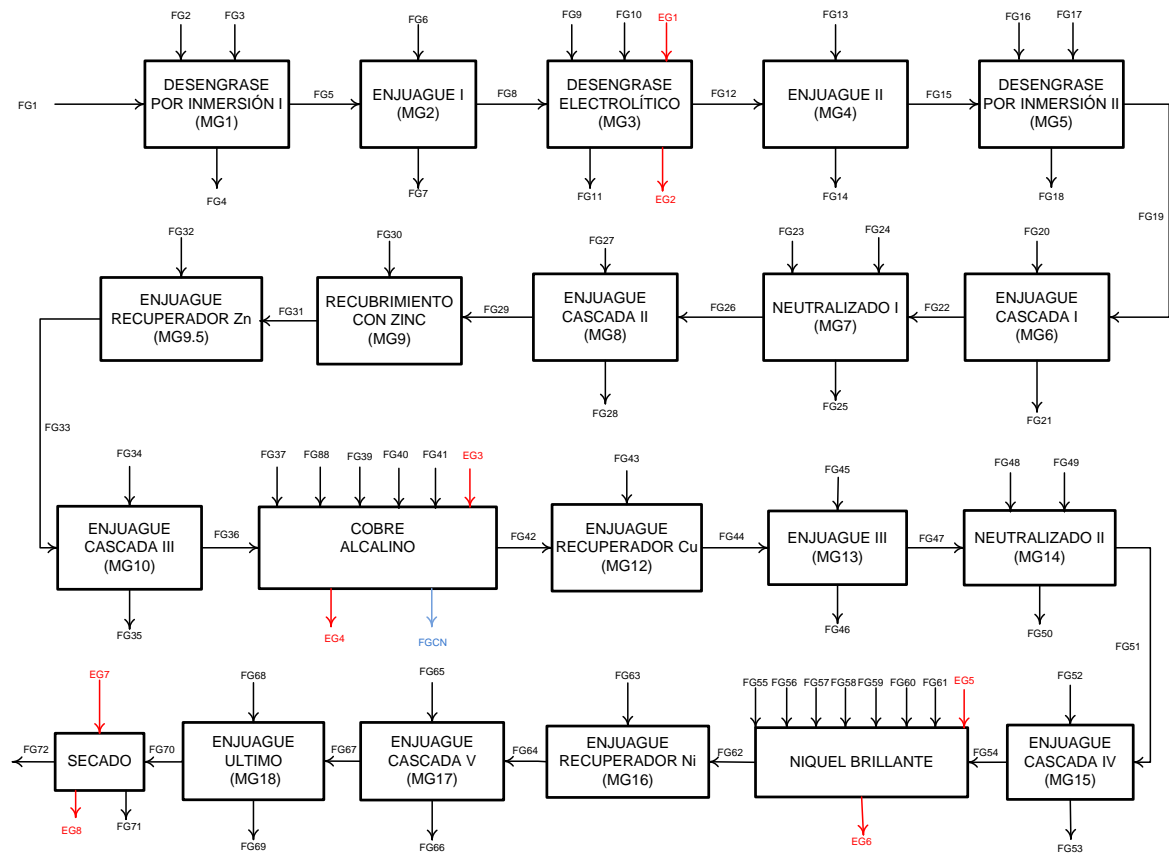 FG2
FG3
FG6
FG9
FG10
EG1
FG13
FG16
FG17
FG1
DESENGRASE
POR INMERSIÓN I
(MG1)
FG5
ENJUAGUE I
(MG2)
FG8
DESENGRASE
ELECTROLÍTICO
(MG3)
FG12
ENJUAGUE II
(MG4)
FG15
DESENGRASE
POR INMERSIÓN II
(MG5)
FG4
FG7
FG11
EG2
FG14
FG18
FG19
FG32
FG30
FG27
FG23
FG24
FG20
ENJUAGUE
RECUPERADOR Zn
(MG9.5)
FG31
RECUBRIMIENTO
CON ZINC
(MG9)
FG29
ENJUAGUE
CASCADA II
(MG8)
FG26
NEUTRALIZADO I
(MG7)
FG22
ENJUAGUE
CASCADA I
(MG6)
FG28
FG25
FG21
FG33
FG34
FG37
FG88
FG39
FG40
FG41
EG3
FG43
FG45
FG48
FG49
ENJUAGUE
CASCADA III
(MG10)
FG36
COBRE
ALCALINO
FG42
ENJUAGUE
RECUPERADOR Cu
(MG12)
FG44
ENJUAGUE III
(MG13)
FG47
NEUTRALIZADO II
(MG14)
FG35
EG4
FGCN
FG46
FG50
FG51
EG7
FG68
FG65
FG63
FG55
FG56
FG57
FG58
FG59
FG60
FG61
EG5
FG52
FG72
SECADO
FG70
ENJUAGUE
ULTIMO
(MG18)
FG67
ENJUAGUE
CASCADA V
(MG17)
FG64
ENJUAGUE
RECUPERADOR Ni
(MG16)
FG62
NIQUEL BRILLANTE
FG54
ENJUAGUE
CASCADA IV
(MG15)
EG8
FG71
FG69
FG66
EG6
FG53